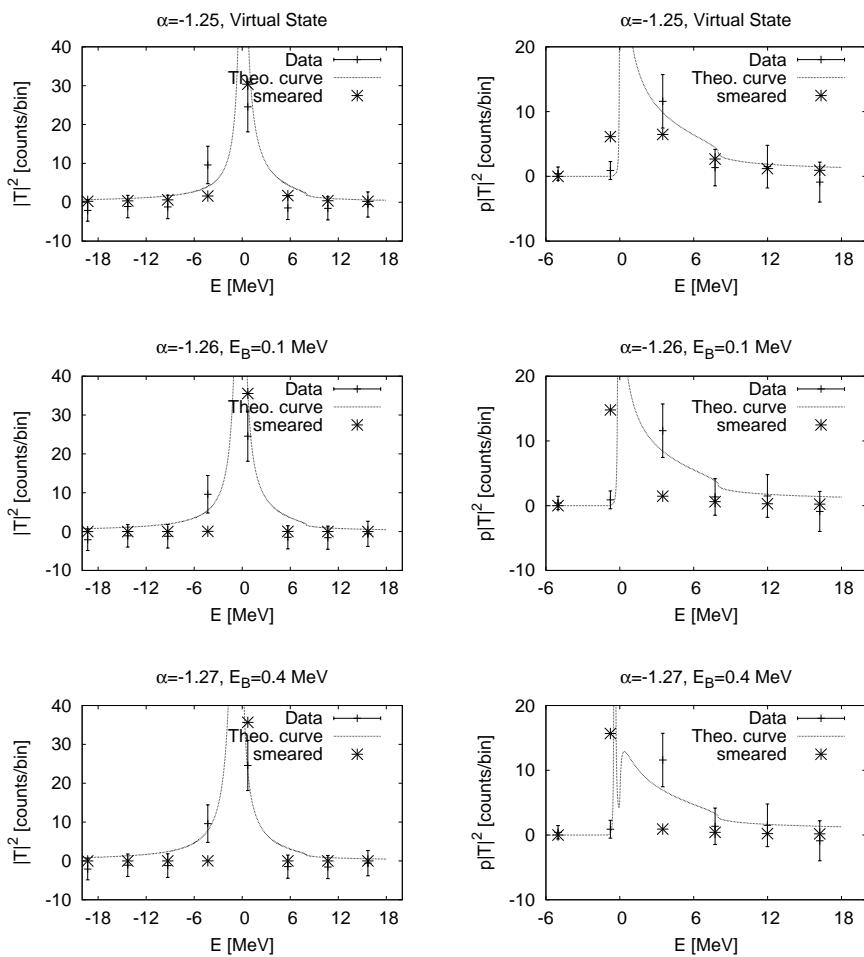 α=-1.25, Virtual State
|T|² [counts/bin]
40
30
20
10
0
-10
Data
Theo. curve
smeared
-18 -12 -6 0 6 12 18
E [MeV]
α=-1.25, Virtual State
p|T|² [counts/bin]
20
10
0
-10
Data
Theo. curve
smeared
-6 0 6 12 18
E [MeV]
α=-1.26, E_B=0.1 MeV
|T|² [counts/bin]
40
30
20
10
0
-10
Data
Theo. curve
smeared
-18 -12 -6 0 6 12 18
E [MeV]
α=-1.26, E_B=0.1 MeV
p|T|² [counts/bin]
20
10
0
-10
Data
Theo. curve
smeared
-6 0 6 12 18
E [MeV]
α=-1.27, E_B=0.4 MeV
|T|² [counts/bin]
40
30
20
10
0
-10
Data
Theo. curve
smeared
-18 -12 -6 0 6 12 18
E [MeV]
α=-1.27, E_B=0.4 MeV
p|T|² [counts/bin]
20
10
0
-10
Data
Theo. curve
smeared
-6 0 6 12 18
E [MeV]